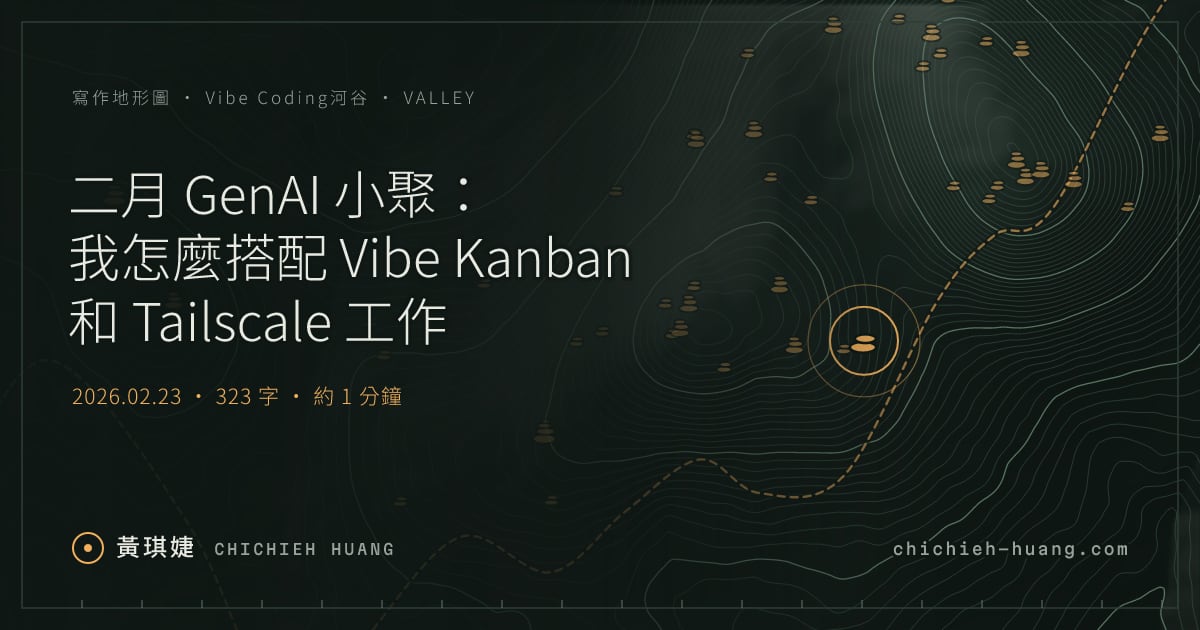 寫作地形圖 · Vibe Coding河谷 · VALLEY
二月 GenAI 小聚：
我怎麼搭配 Vibe Kanban
和 Tailscale 工作
2026.02.23 · 323 字 · 約 1 分鐘
黃琪婕 CHICHIEH HUANG
chichieh-huang.com